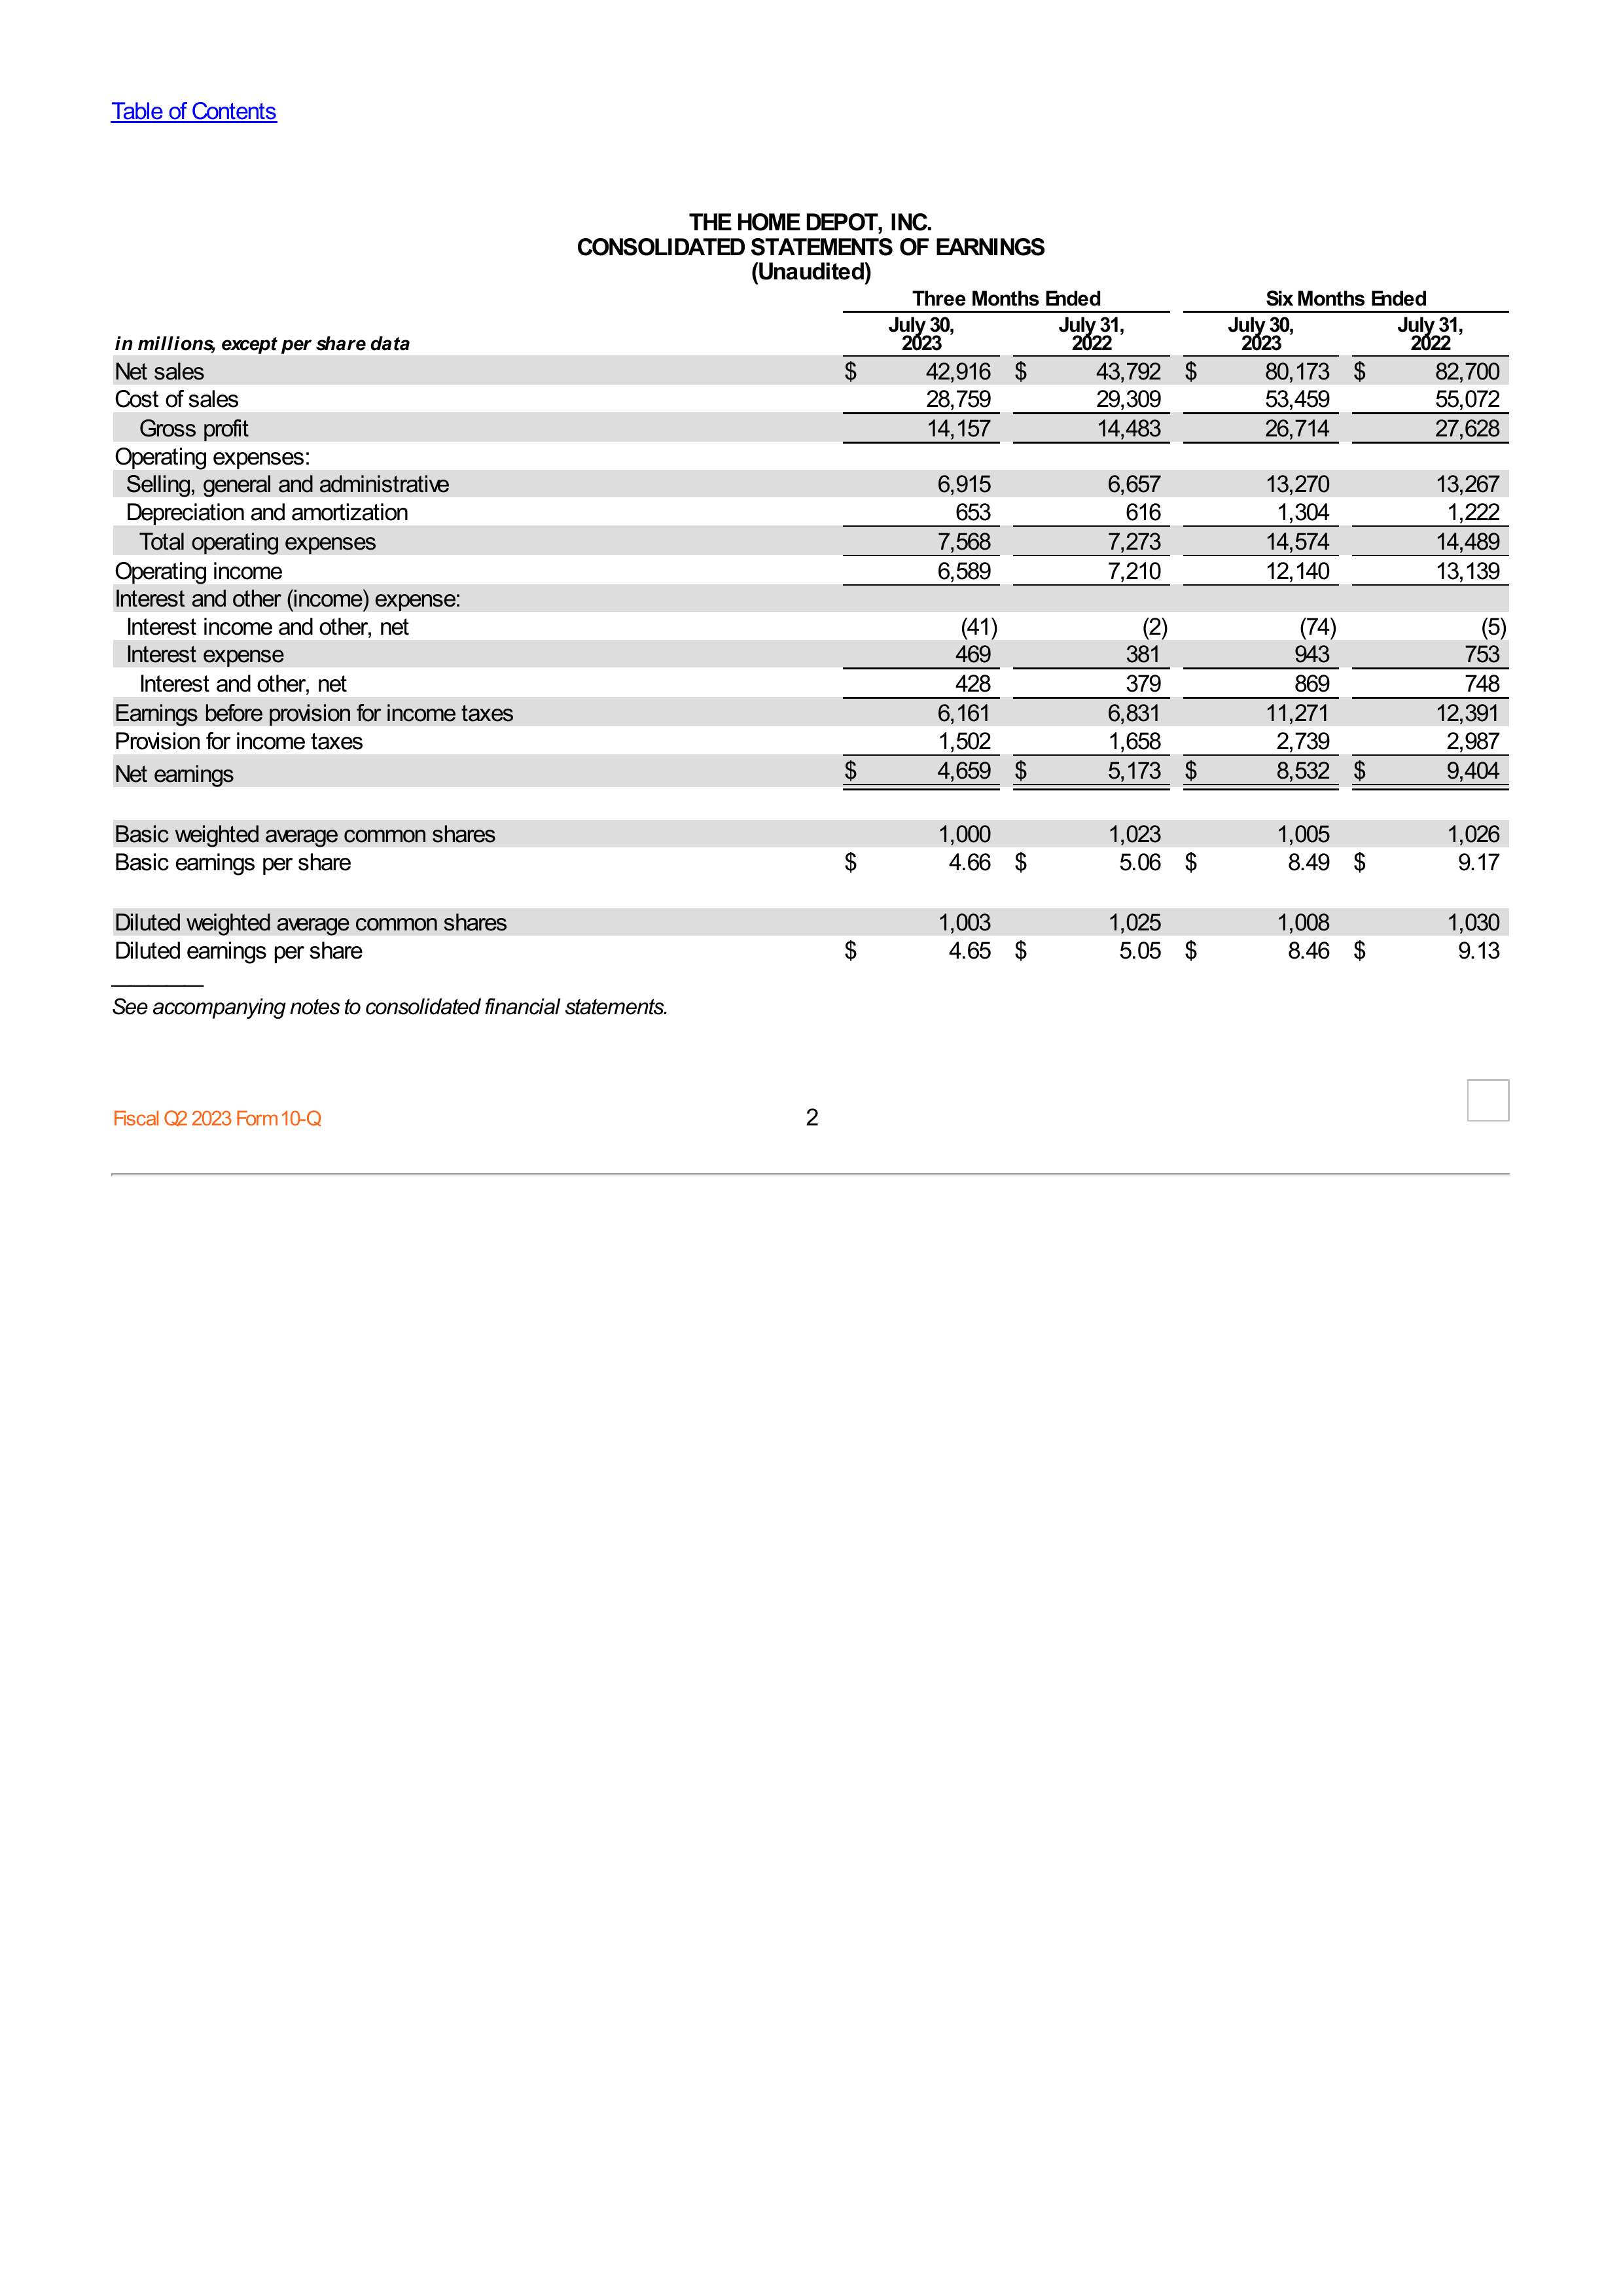 Table of Contents
THE HOME DEPOT, INC.
CONSOLIDATED STATEMENTS OF EARNINGS
(Unaudited)
Three Months Ended Six Months Ended
in millions, except per share data July 30, 2023 July 31, 2022 July 30, 2023 July 31, 2022
Net sales $ 42,916 $ 43,792 $ 80,173 $ 82,700
Cost of sales 28,759 29,309 53,459 55,072
Gross profit 14,157 14,483 26,714 27,628
Operating expenses:
Selling, general and administrative 6,915 6,657 13,270 13,267
Depreciation and amortization 653 616 1,304 1,222
Total operating expenses 7,568 7,273 14,574 14,489
Operating income 6,589 7,210 12,140 13,139
Interest and other (income) expense:
Interest income and other, net (41) (2) (74) (5)
Interest expense 469 381 943 753
Interest and other, net 428 379 869 748
Earnings before provision for income taxes 6,161 6,831 11,271 12,391
Provision for income taxes 1,502 1,658 2,739 2,987
Net earnings $ 4,659 $ 5,173 $ 8,532 $ 9,404
Basic weighted average common shares 1,000 1,023 1,005 1,026
Basic earnings per share $ 4.66 $ 5.06 $ 8.49 $ 9.17
Diluted weighted average common shares 1,003 1,025 1,008 1,030
Diluted earnings per share $ 4.65 $ 5.05 $ 8.46 $ 9.13
See accompanying notes to consolidated financial statements.
Fiscal Q2 2023 Form 10-Q 2